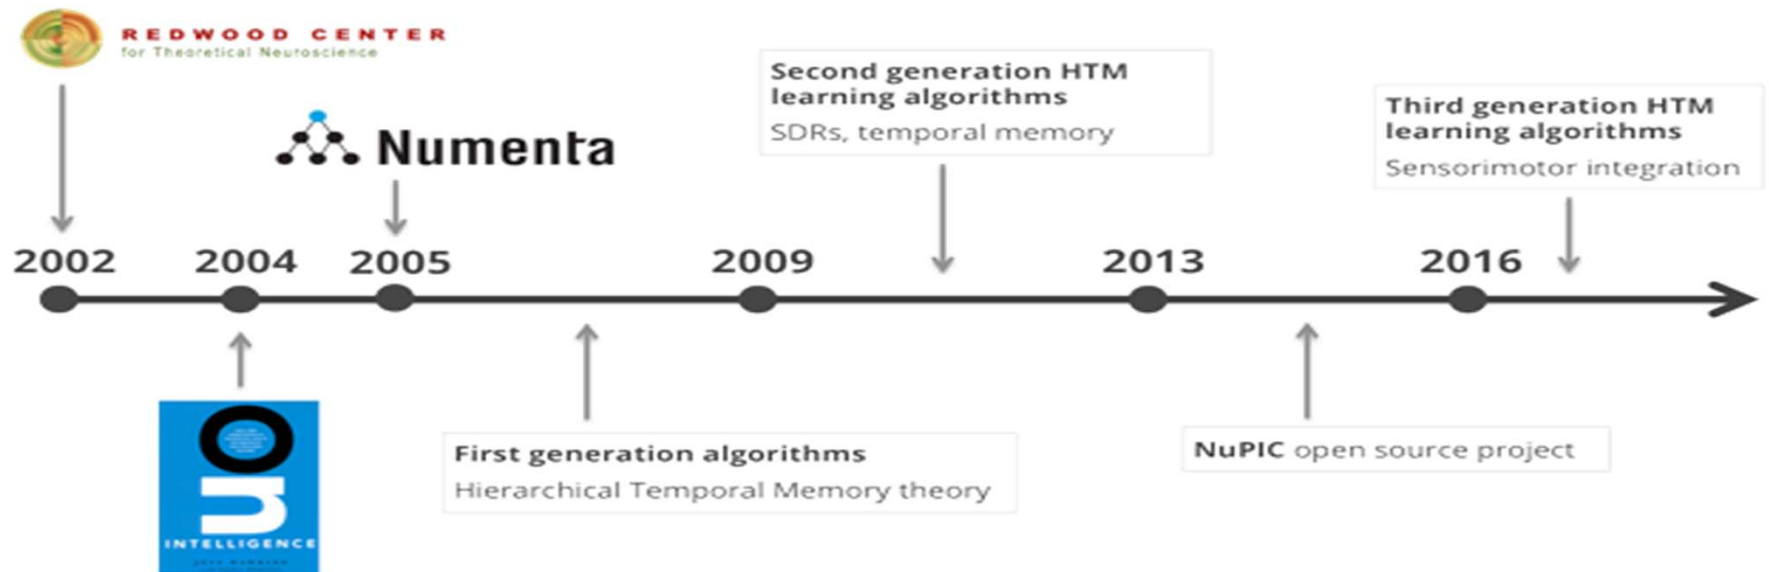 REDWOOD CENTER
for Theoretical Neuroscience
Numenta
Second generation HTM
learning algorithms
SDRs, temporal memory
Third generation HTM
learning algorithms
Sensorimotor integration
2002
2004
2005
2009
2013
2016
On
INTELLIGENCE
First generation algorithms
Hierarchical Temporal Memory theory
NuPIC open source project